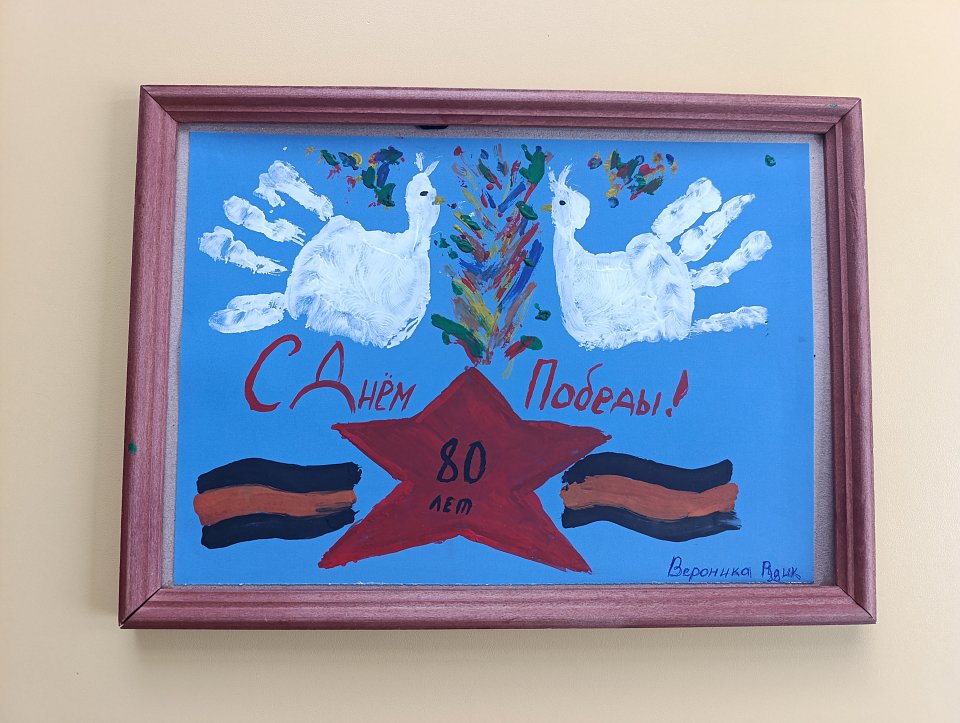 С Днём Победы!
80
лет
Вероника